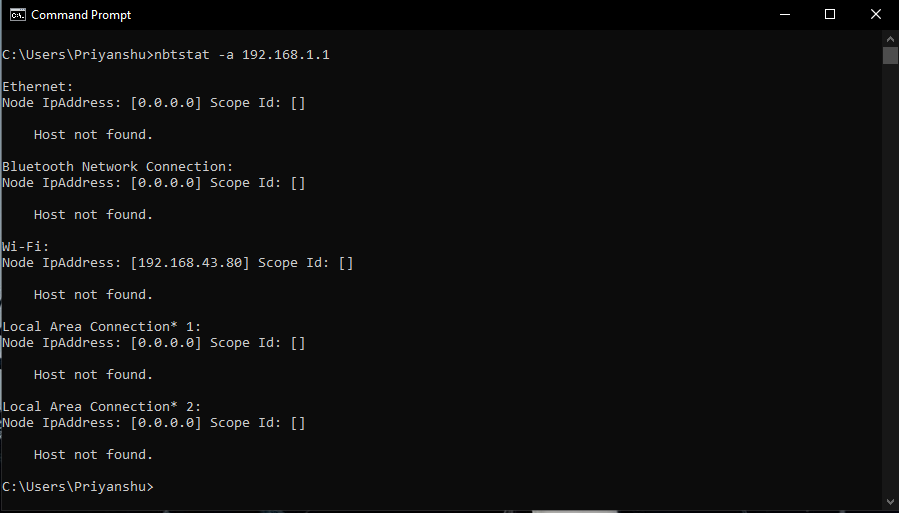 Command Prompt
C:\Users\Priyanshu>nbtstat -a 192.168.1.1
Ethernet:
Node IpAddress: [0.0.0.0] Scope Id: []
Host not found.
Bluetooth Network Connection:
Node IpAddress: [0.0.0.0] Scope Id: []
Host not found.
Wi-Fi:
Node IpAddress: [192.168.43.80] Scope Id: []
Host not found.
Local Area Connection* 1:
Node IpAddress: [0.0.0.0] Scope Id: []
Host not found.
Local Area Connection* 2:
Node IpAddress: [0.0.0.0] Scope Id: []
Host not found.
C:\Users\Priyanshu>